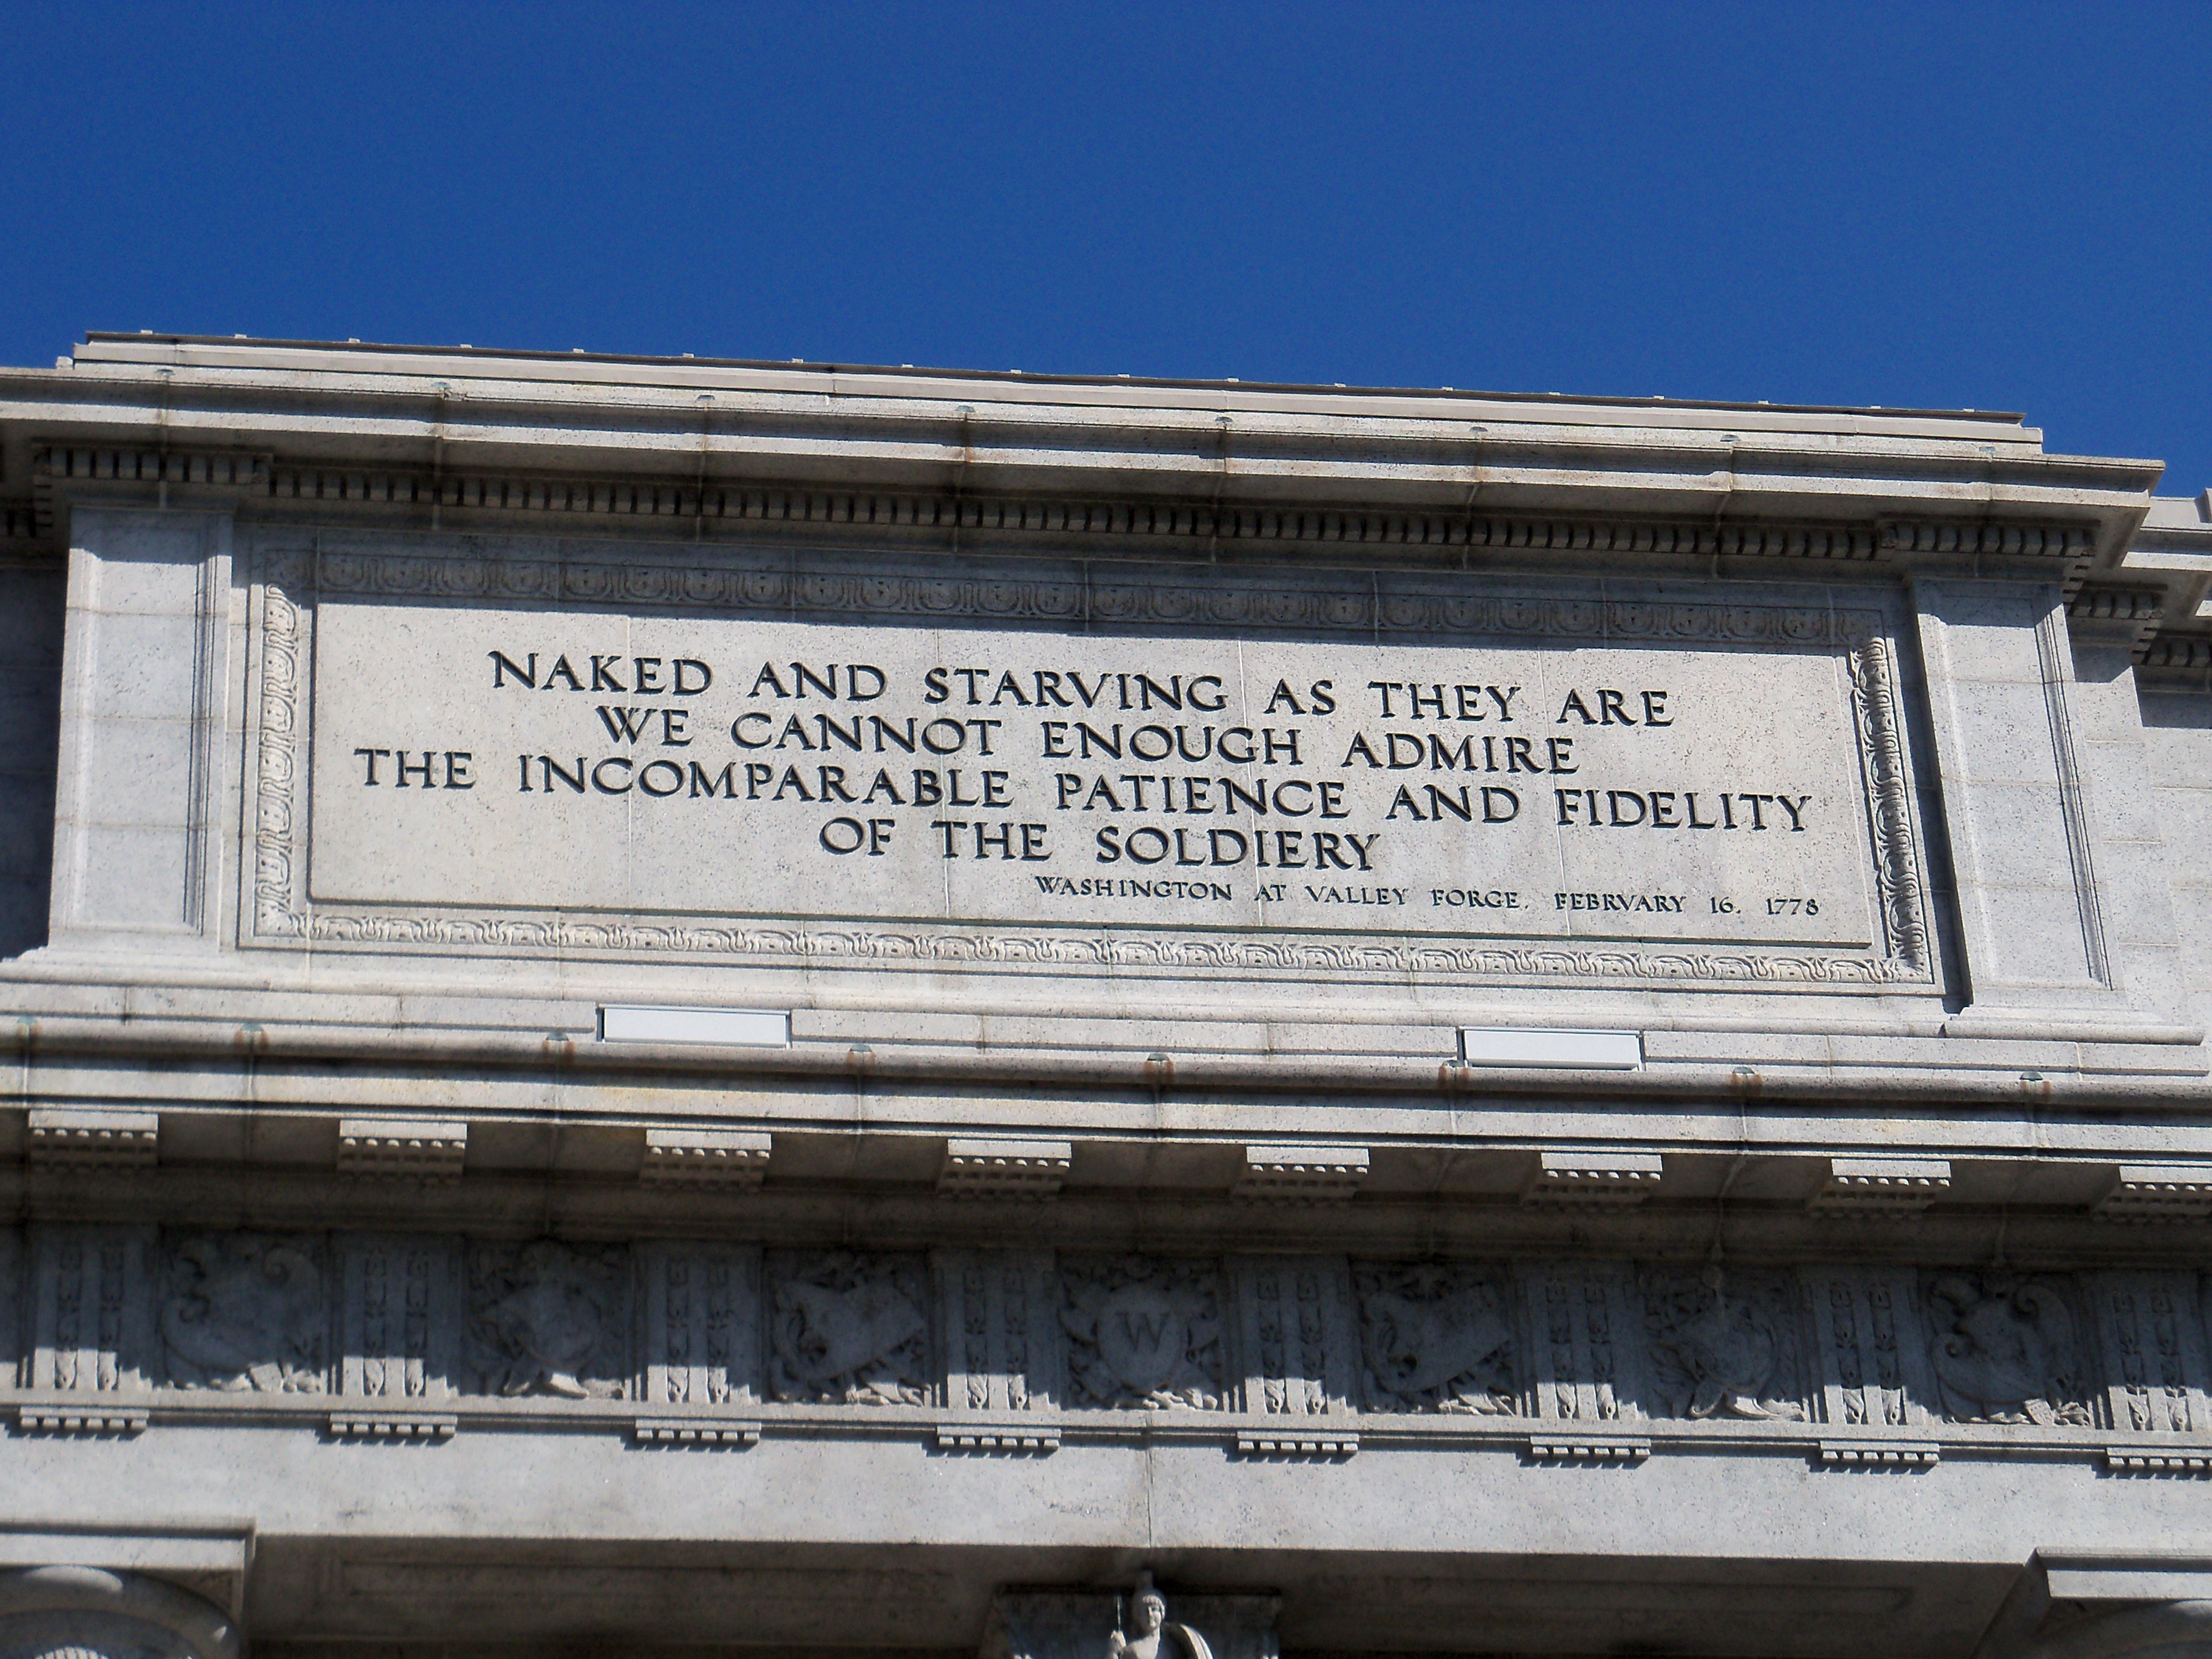 NAKED AND STARVING AS THEY ARE
WE CANNOT ENOUGH ADMIRE
THE INCOMPARABLE PATIENCE AND FIDELITY
OF THE SOLDIERY
WASHINGTON AT VALLEY FORGE, FEBRVARY 16, 1778
W